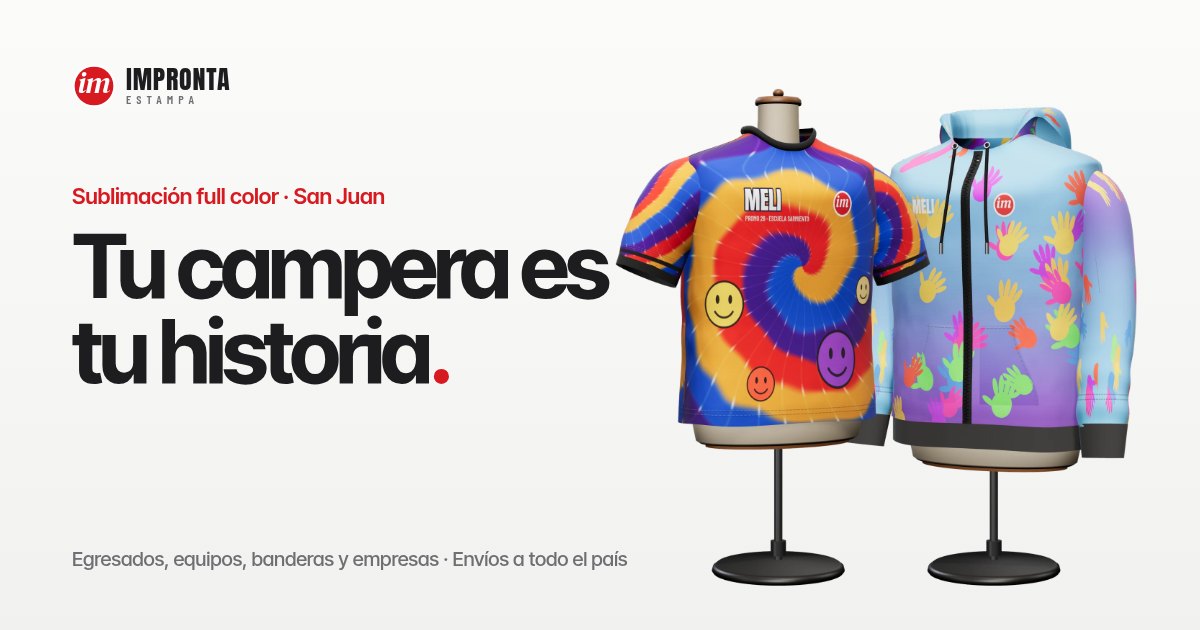 im IMPRONTA
ESTAMPA
Sublimación full color · San Juan
Tu campera es
tu historia.
Egresados, equipos, banderas y empresas · Envíos a todo el país
MELI
PROMO 26 - ESCUELA SARMIENTO
im
MELI
im